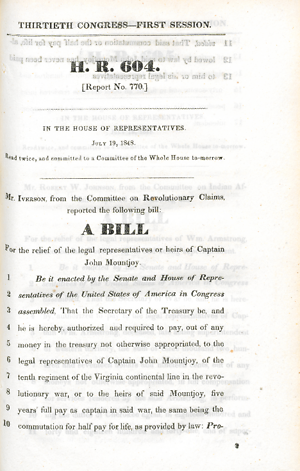 THIRTIETH CONGRESS—FIRST SESSION.
H. R. 604.
[Report No. 770.]
IN THE HOUSE OF REPRESENTATIVES.
JULY 19, 1848.
Read twice, and committed to a Committee of the Whole House to-morrow.
Mr. IVERSON, from the Committee on Revolutionary Claims,
reported the following bill:
A BILL
For the relief of the legal representatives or heirs of Captain
John Mountjoy.
1 Be it enacted by the Senate and House of Repre-
2 sentatives of the United States of America in Congress
3 assembled, That the Secretary of the Treasury be, and
4 he is hereby, authorized and required to pay, out of any
5 money in the treasury not otherwise appropriated, to the
6 legal representatives of Captain John Mountjoy, of the
7 tenth regiment of the Virginia continental line in the revo-
8 lutionary war, or to the heirs of said Mountjoy, five
9 years' full pay as captain in said war, the same being the
10 commutation for half pay for life, as provided by law: Pro-